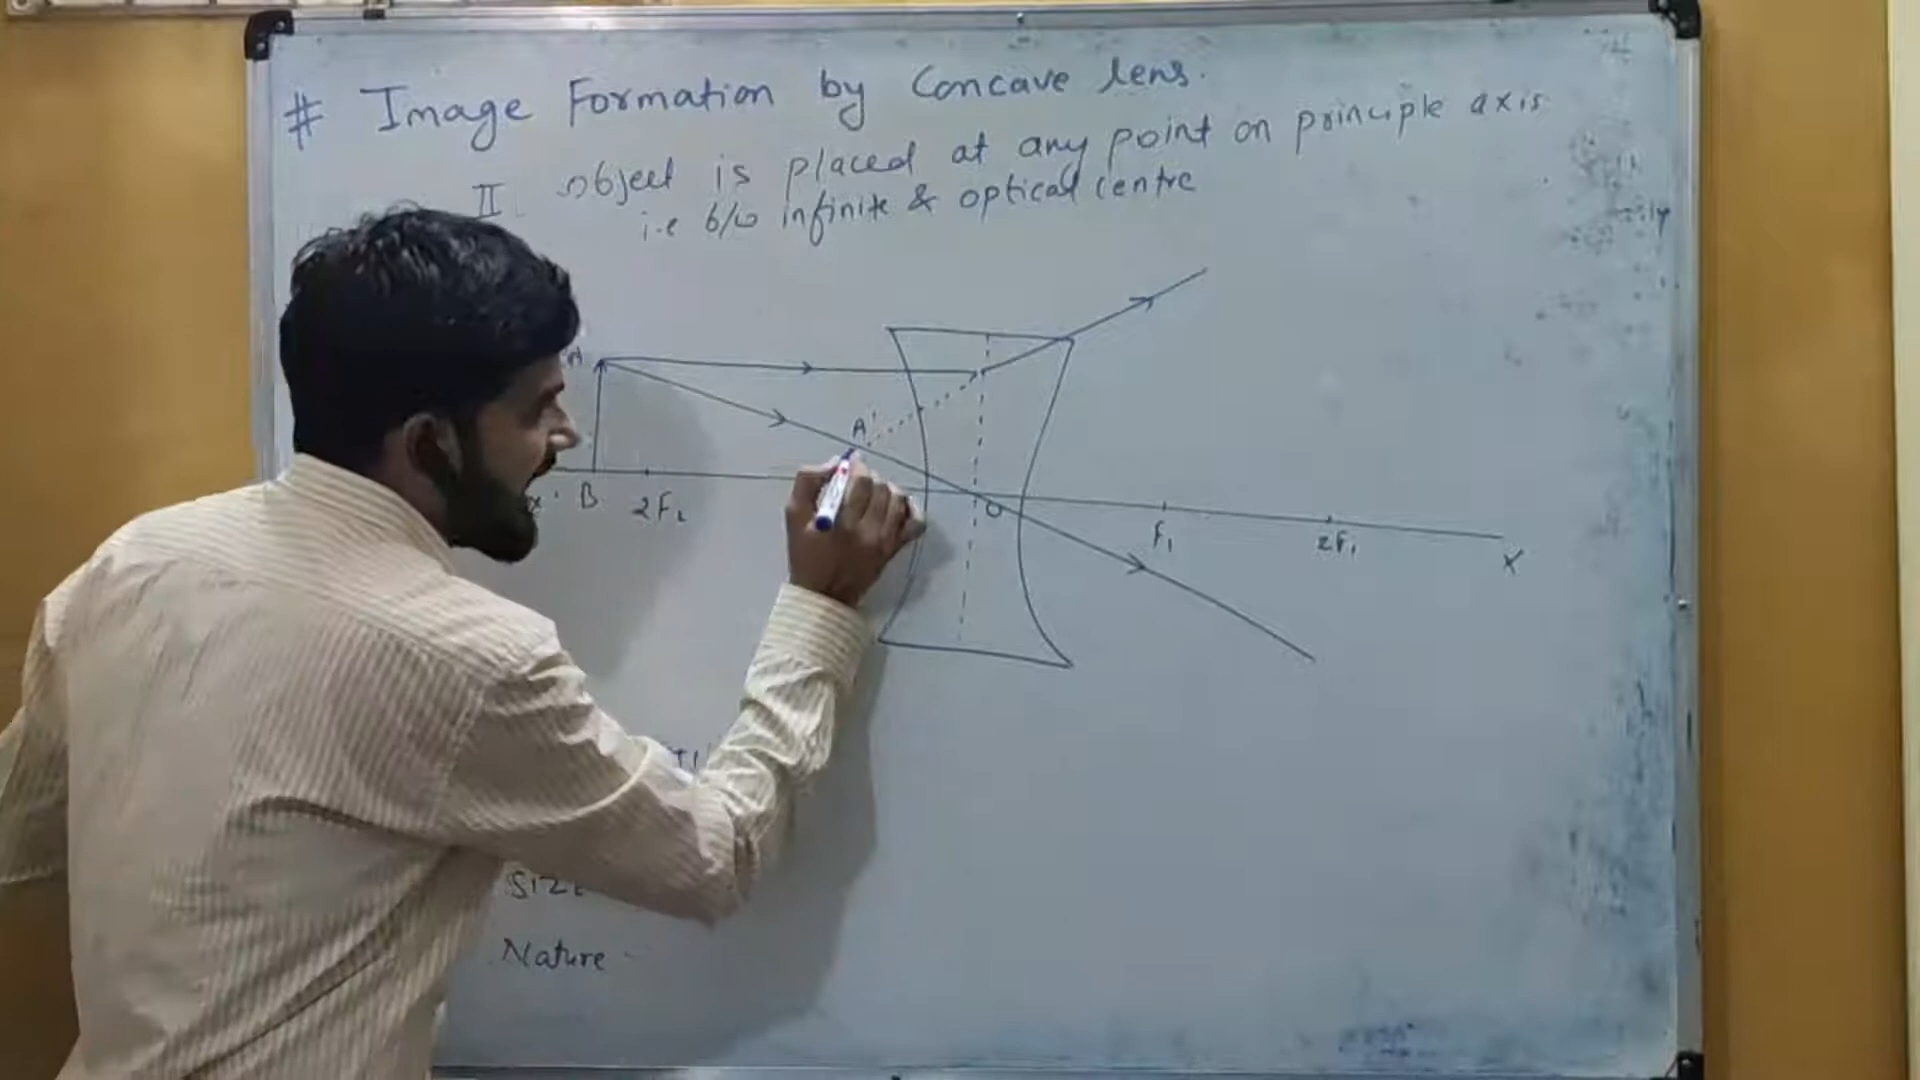 # Image Formation by Concave lens.
II object is placed at any point on principle axis
i.e b/w infinite & optical centre
A
A'
x' B 2F₂ O F₁ 2F₁ X
Size
Nature -